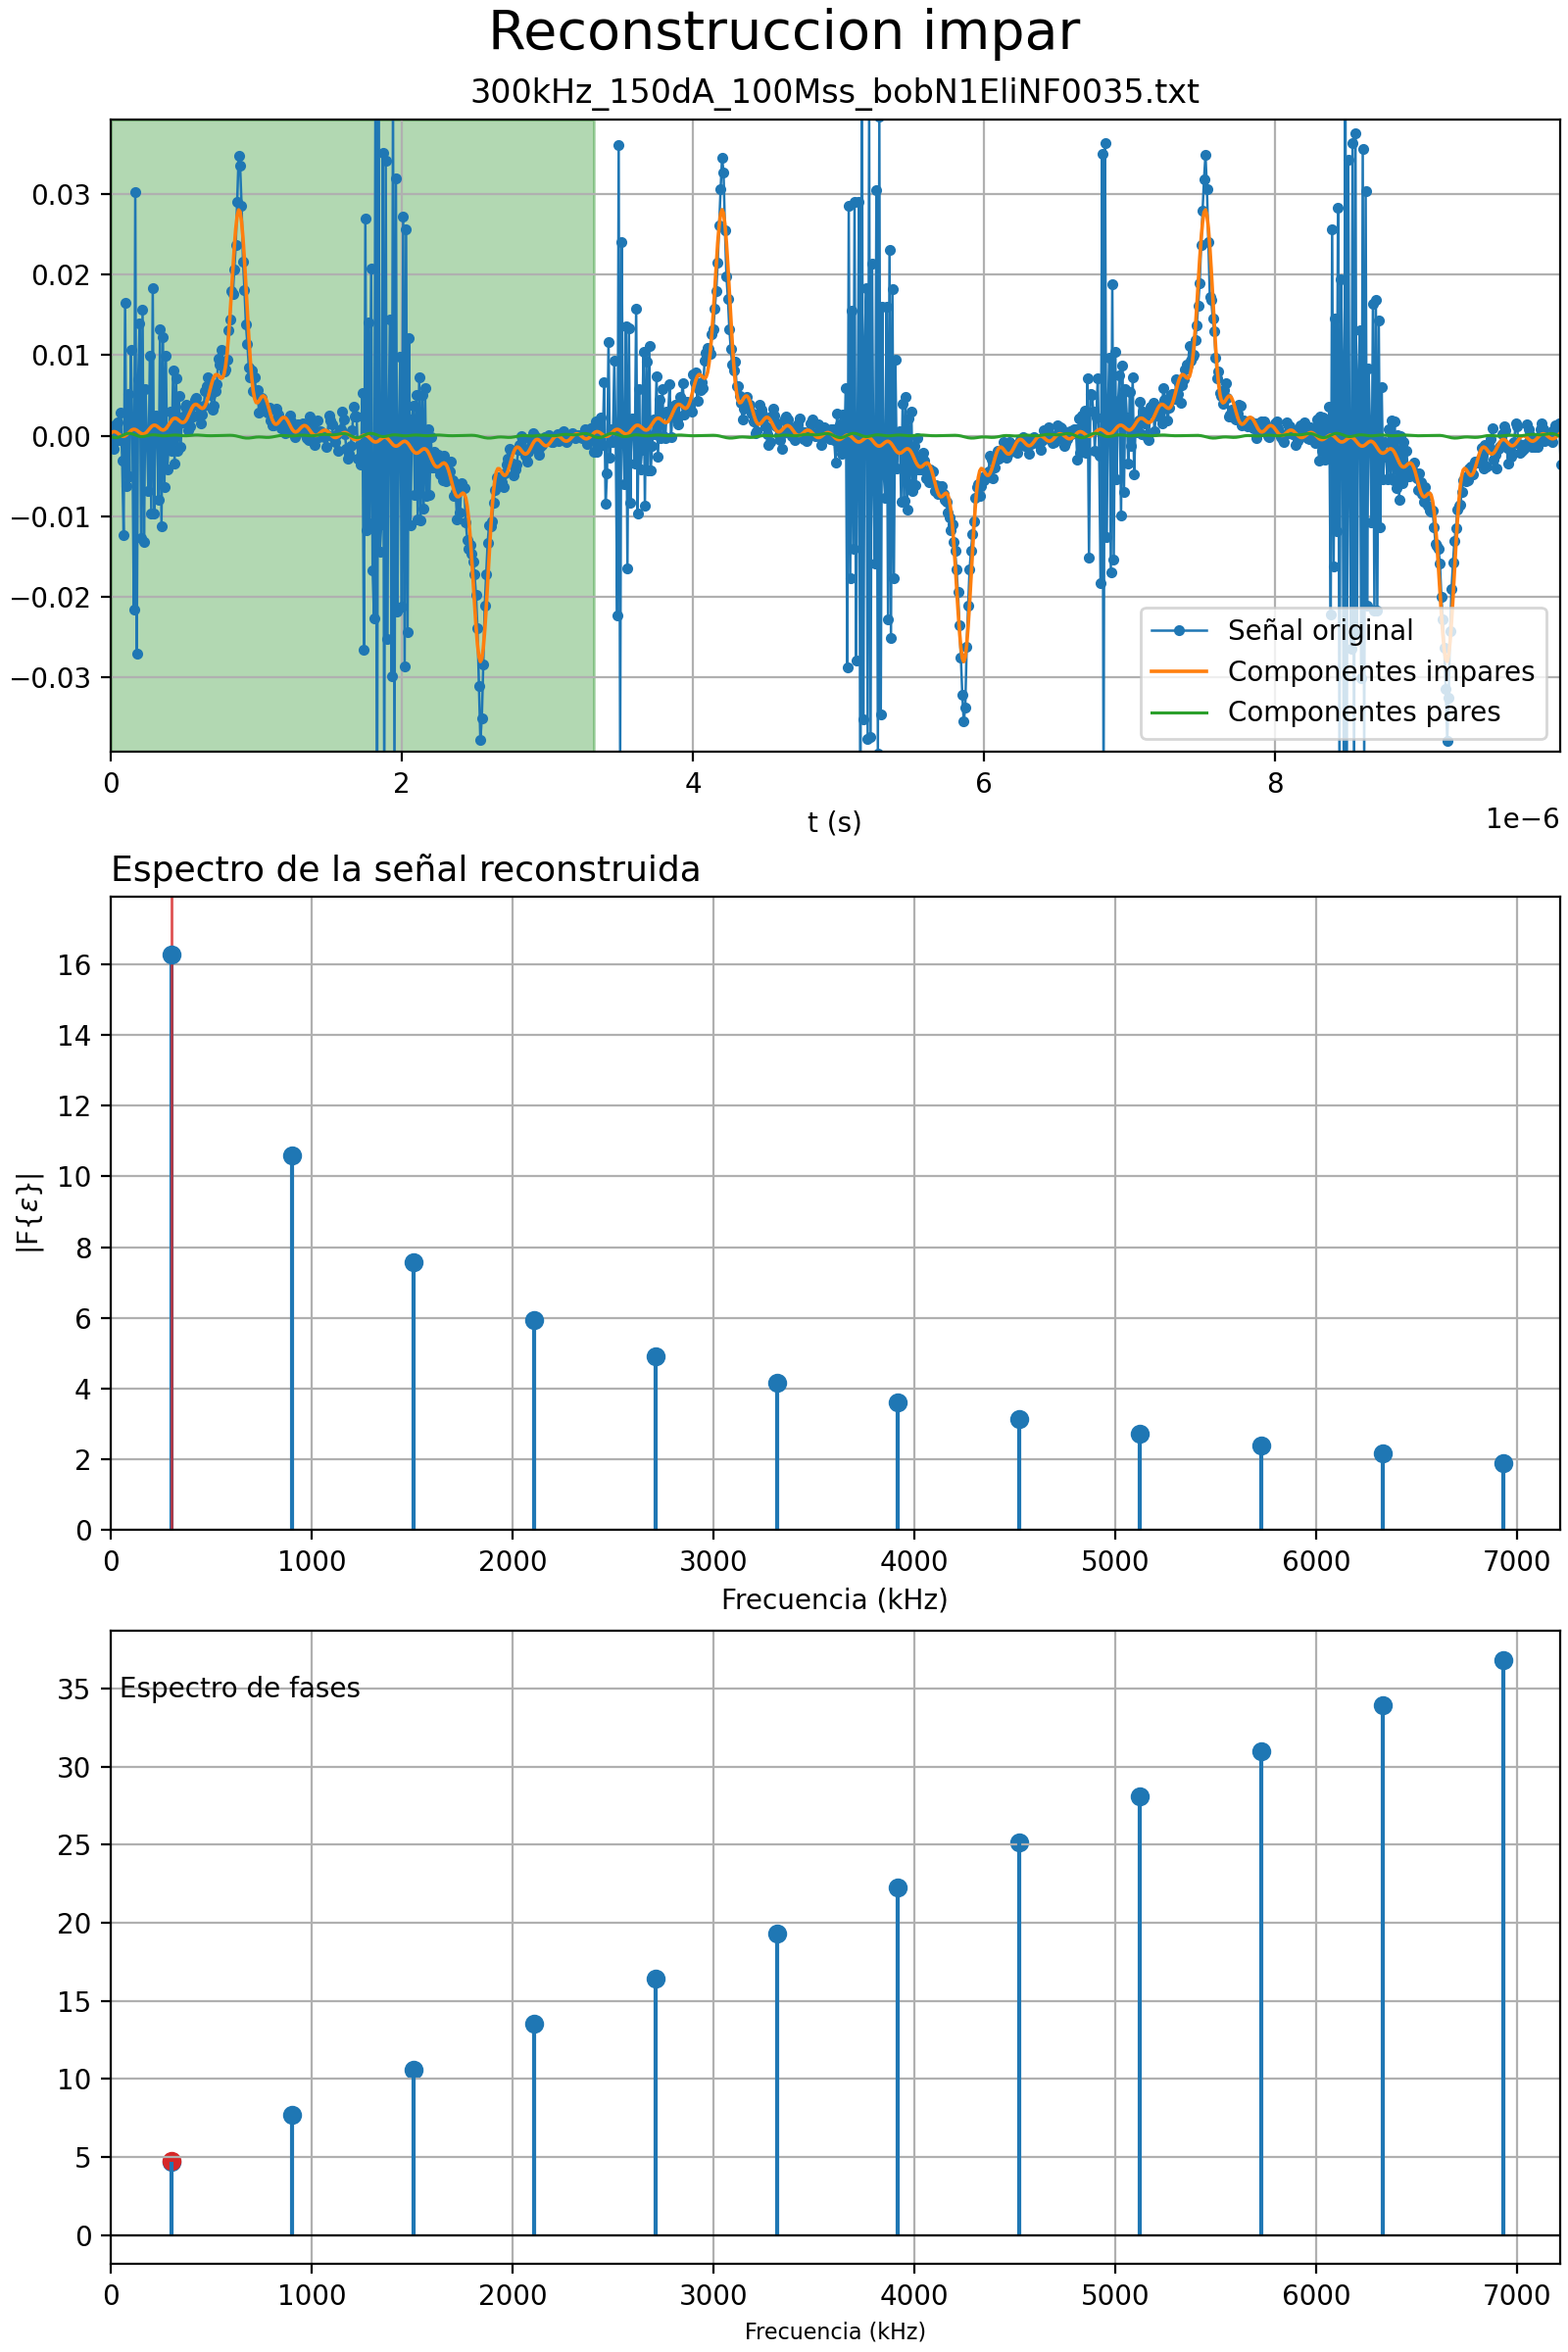 Reconstruccion impar
300kHz_150dA_100Mss_bobN1EliNF0035.txt
0.03
0.02
0.01
0.00
−0.01
−0.02
−0.03
Señal original
Componentes impares
Componentes pares
0 2 4 6 8
1e−6
t (s)
Espectro de la señal reconstruida
16
14
12
10
8
6
4
2
0
|F{ε}|
0 1000 2000 3000 4000 5000 6000 7000
Frecuencia (kHz)
Espectro de fases
35
30
25
20
15
10
5
0
0 1000 2000 3000 4000 5000 6000 7000
Frecuencia (kHz)